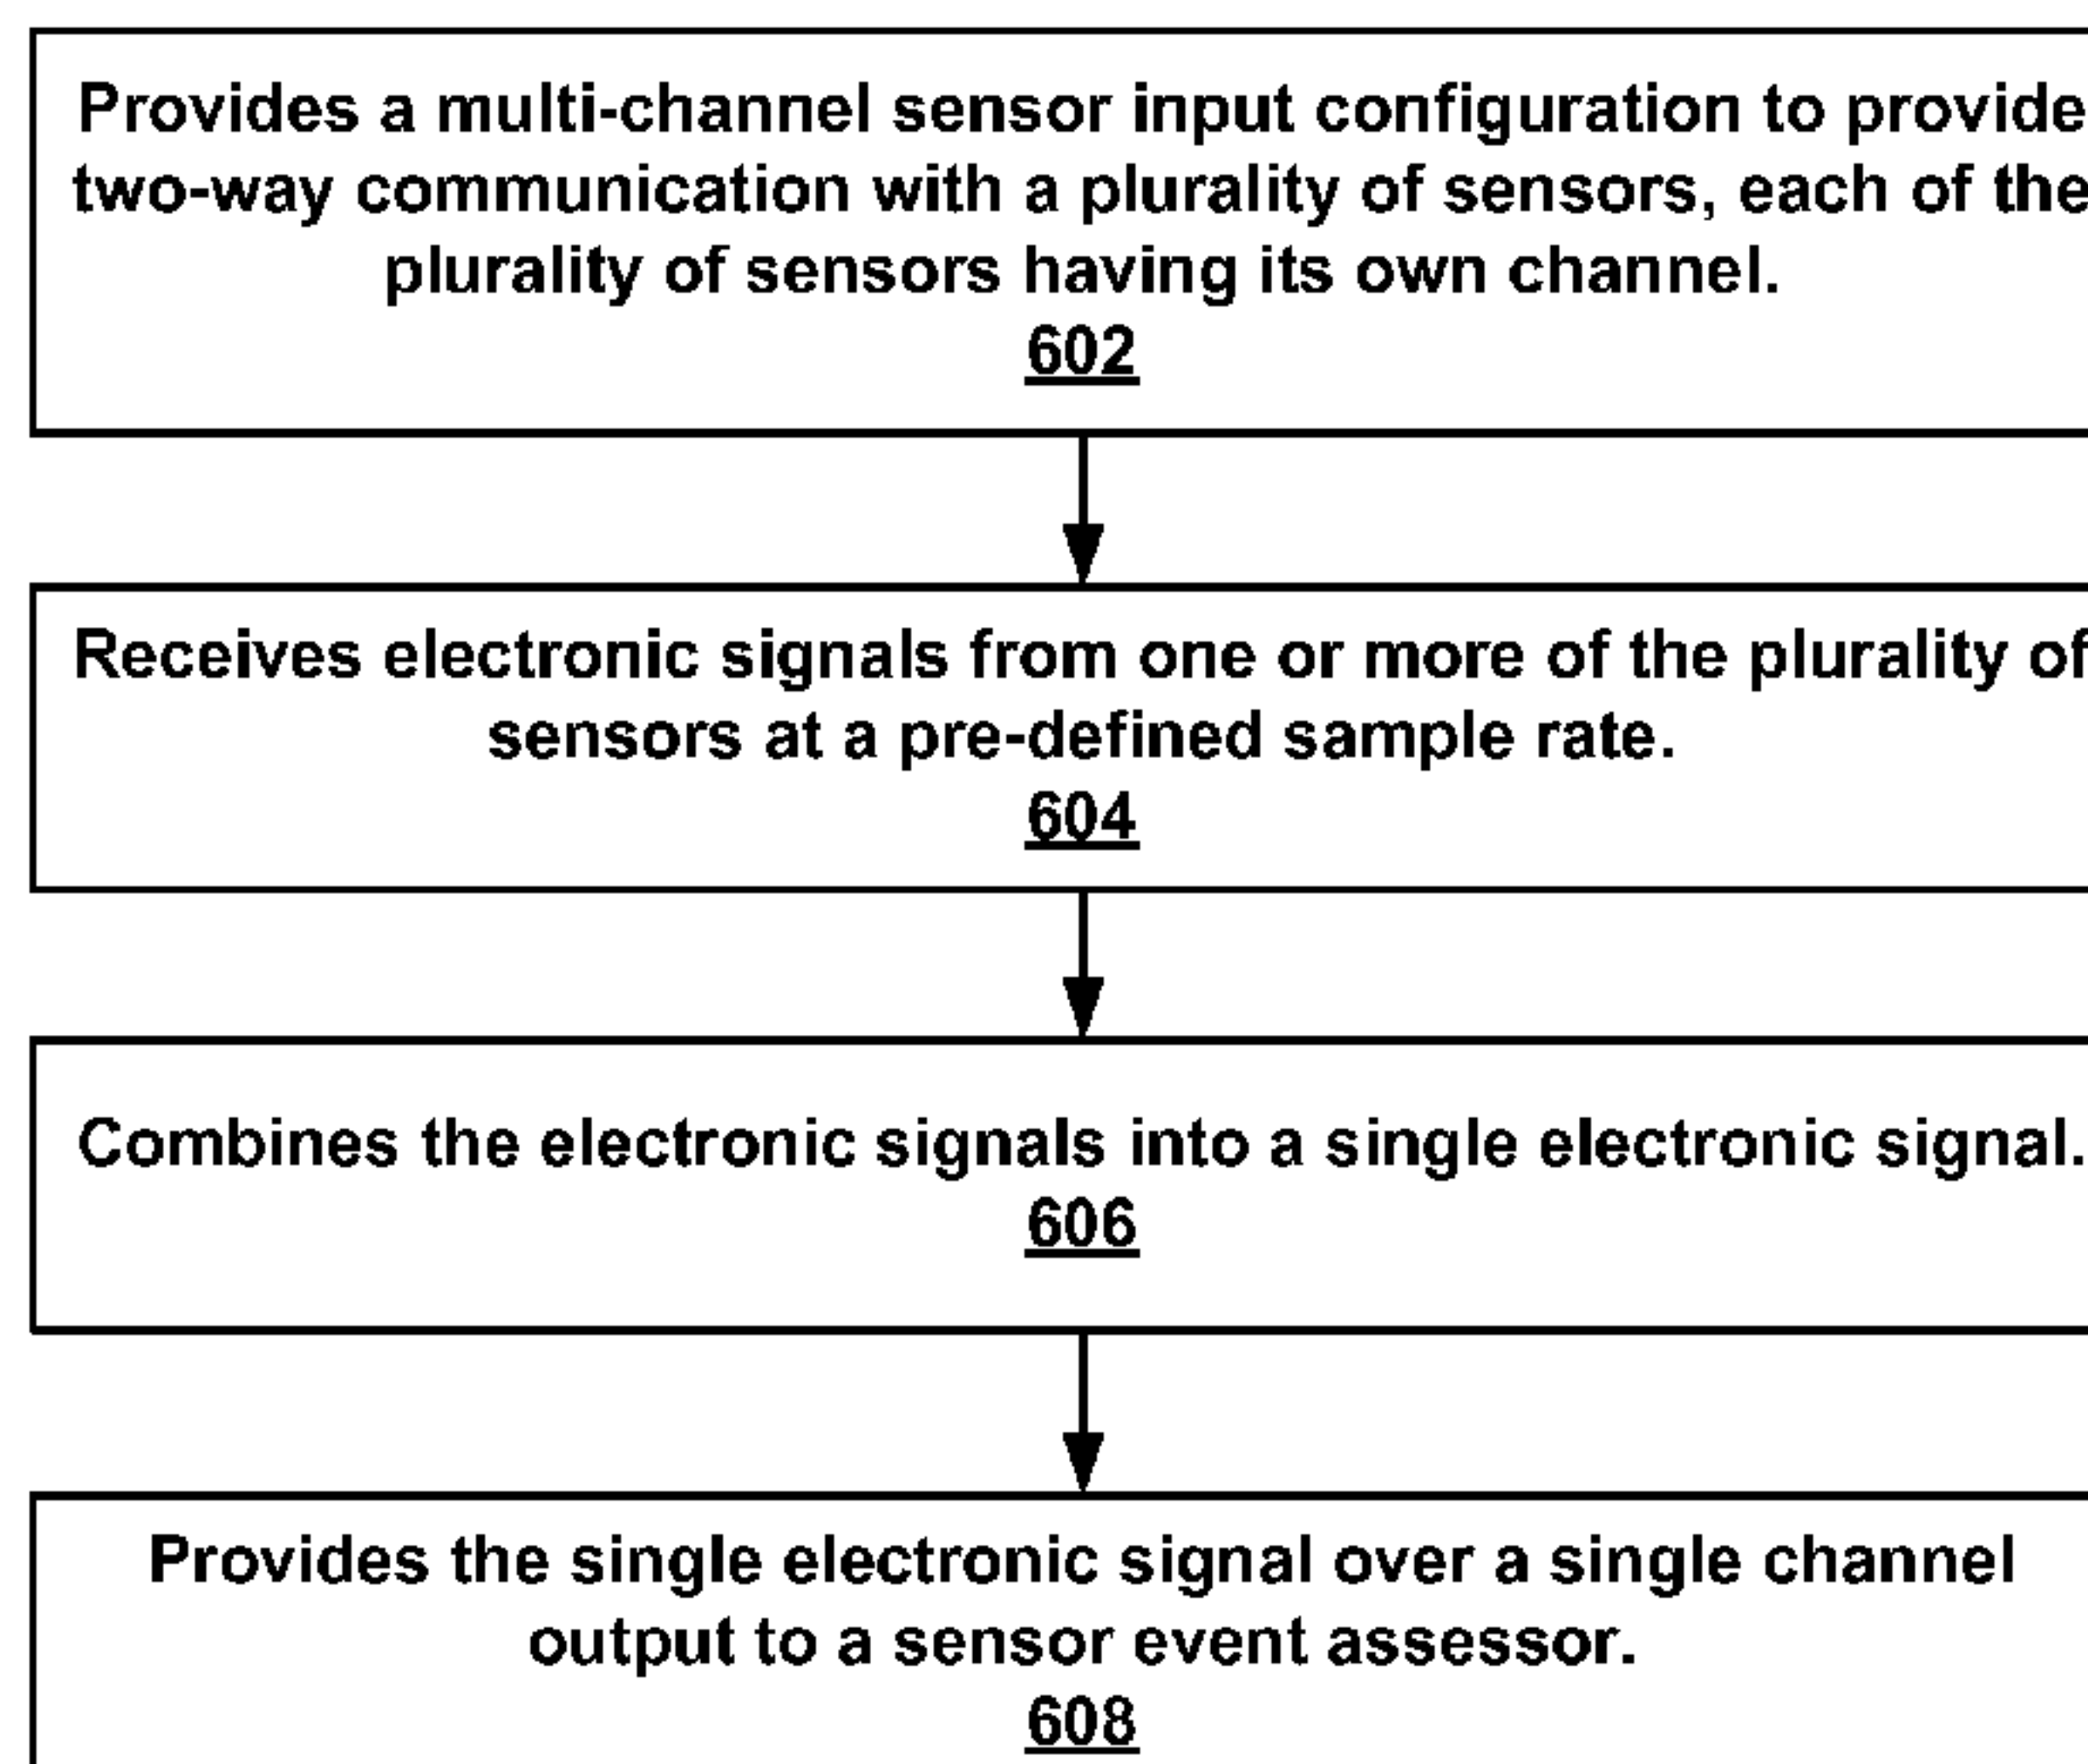 Provides a multi-channel sensor input configuration to provide
two-way communication with a plurality of sensors, each of the
plurality of sensors having its own channel.
602
Receives electronic signals from one or more of the plurality of
sensors at a pre-defined sample rate.
604
Combines the electronic signals into a single electronic signal.
606
Provides the single electronic signal over a single channel
output to a sensor event assessor.
608